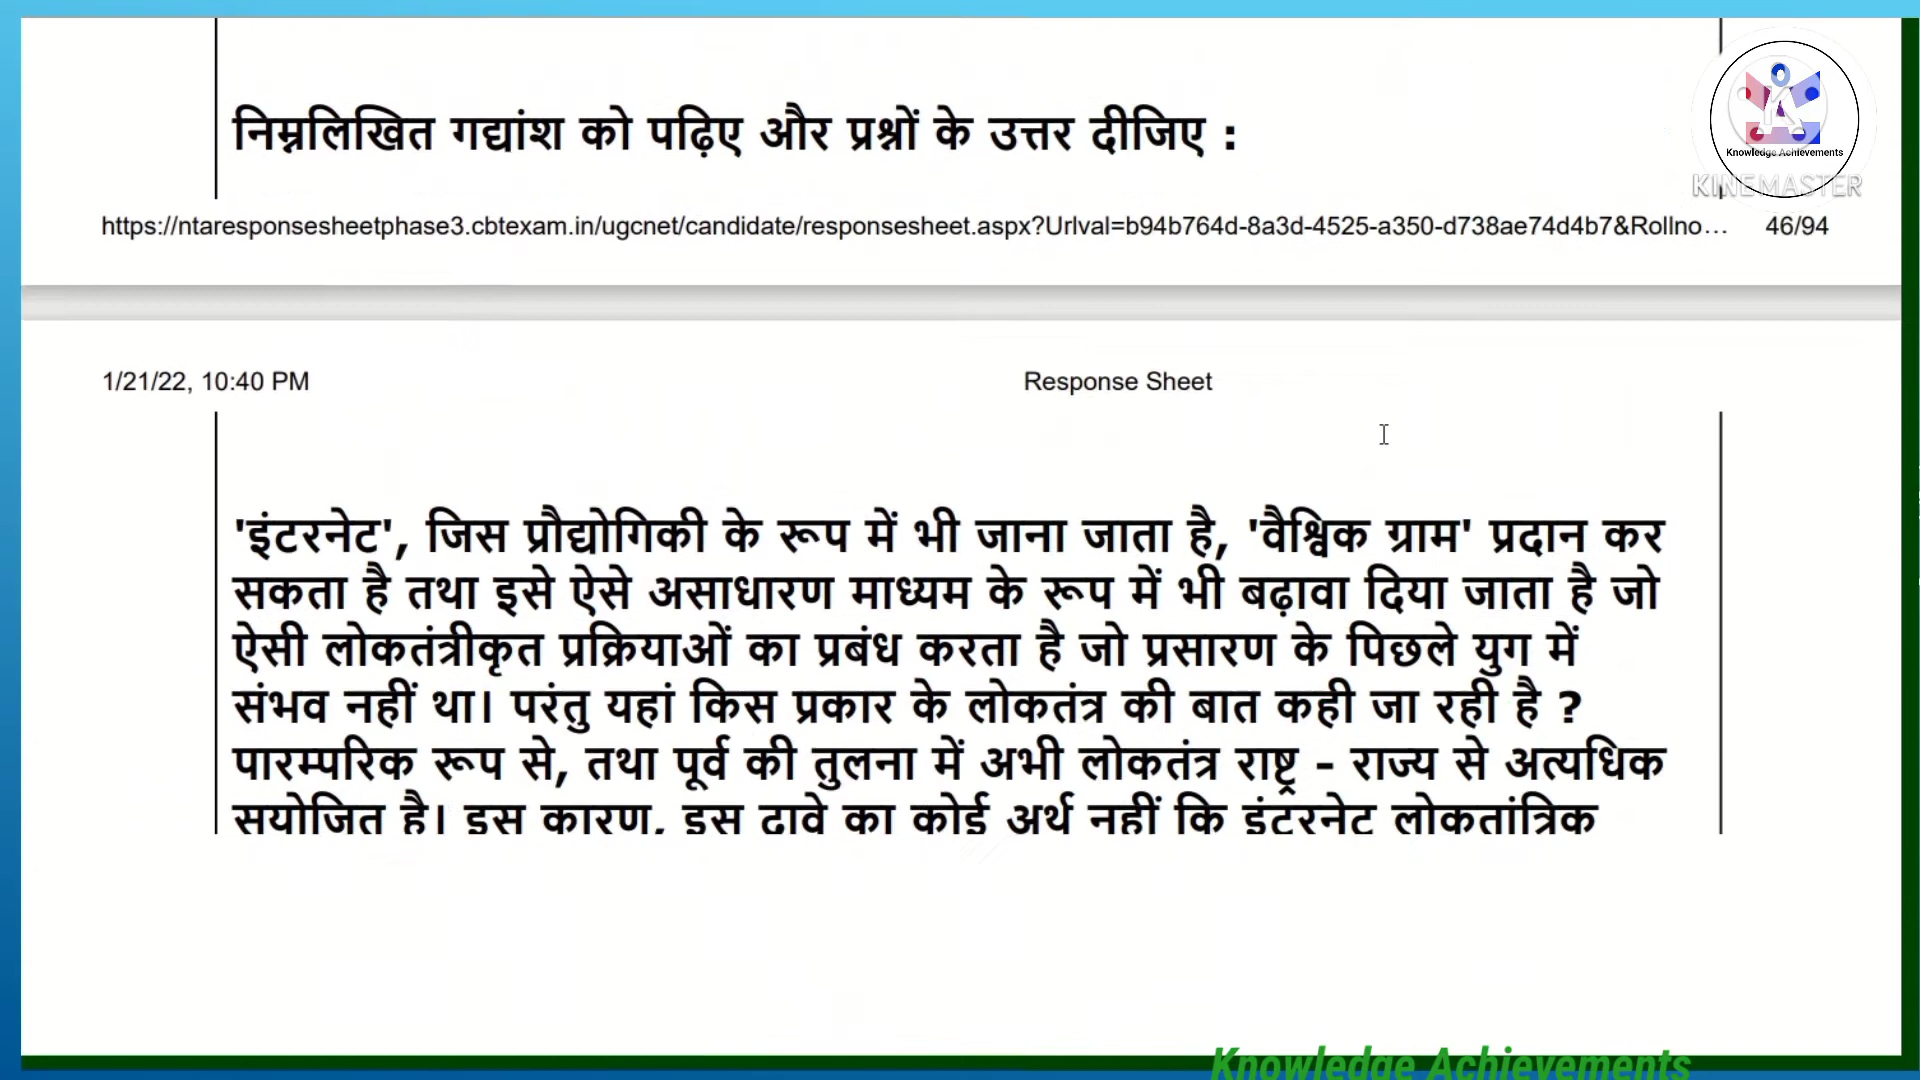 निम्नलिखित गद्यांश को पढ़िए और प्रश्नों के उत्तर दीजिए :
Knowledge Achievements
KINEMASTER
https://ntaresponsesheetphase3.cbtexam.in/ugcnet/candidate/responsesheet.aspx?Urlval=b94b764d-8a3d-4525-a350-d738ae74d4b7&Rollno… 46/94
1/21/22, 10:40 PM Response Sheet
'इंटरनेट', जिस प्रौद्योगिकी के रूप में भी जाना जाता है, 'वैश्विक ग्राम' प्रदान कर
सकता है तथा इसे ऐसे असाधारण माध्यम के रूप में भी बढ़ावा दिया जाता है जो
ऐसी लोकतंत्रीकृत प्रक्रियाओं का प्रबंध करता है जो प्रसारण के पिछले युग में
संभव नहीं था। परंतु यहां किस प्रकार के लोकतंत्र की बात कही जा रही है ?
पारम्परिक रूप से, तथा पूर्व की तुलना में अभी लोकतंत्र राष्ट्र - राज्य से अत्यधिक
सयोजित है। इस कारण, इस दावे का कोई अर्थ नहीं कि इंटरनेट लोकतांत्रिक
Knowledge Achievements